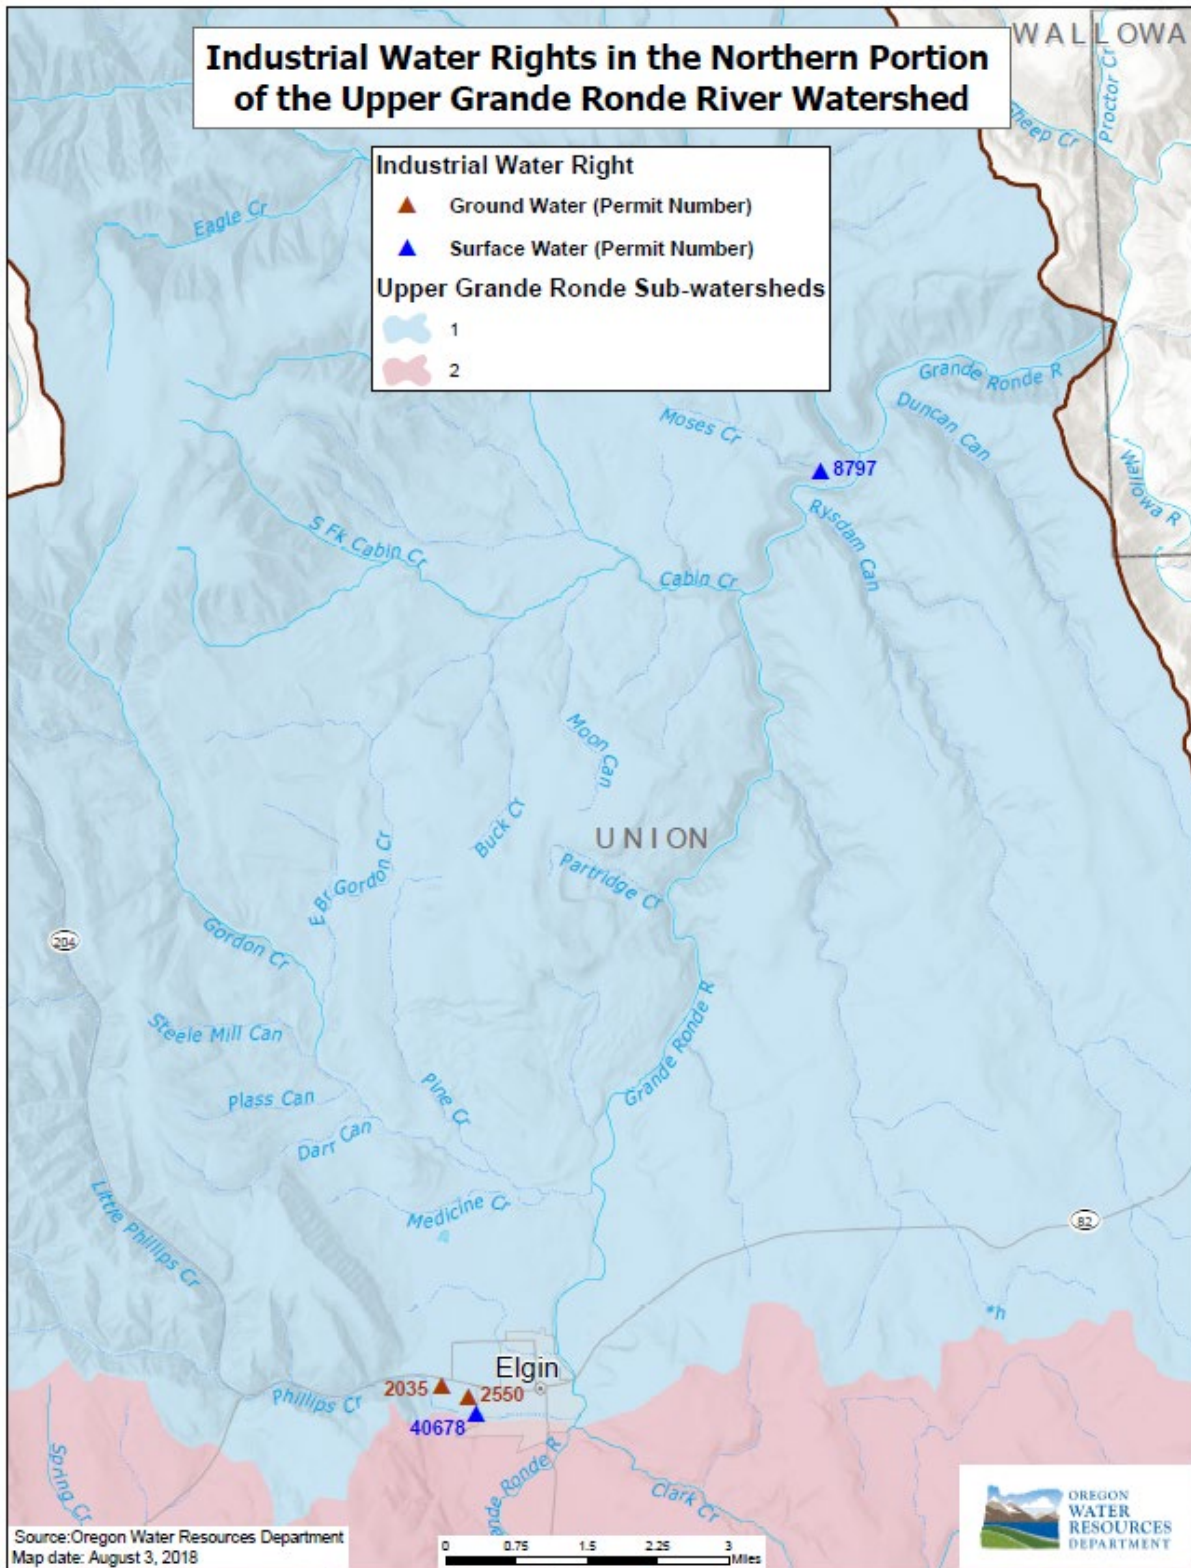 WALLOWA
Industrial Water Rights in the Northern Portion
of the Upper Grande Ronde River Watershed
Proctor Cr
Sheep Cr
Industrial Water Right
Ground Water (Permit Number)
Surface Water (Permit Number)
Upper Grande Ronde Sub-watersheds
1
2
Eagle Cr
Grande Ronde R
Duncan Can
Moses Cr
Wallowa R
8797
Rysdam Can
S Fk Cabin Cr
Cabin Cr
Moon Can
Buck Cr
UNION
Partridge Cr
E Br Gordon Cr
Gordon Cr
204
Steele Mill Can
Grande Ronde R
Plass Can
Pine Cr
Darr Can
Little Phillips Cr
Medicine Cr
82
*h
Elgin
2035
2550
Phillips Cr
40678
Spring Cr
nde Ronde R
Clark Cr
OREGON
WATER
RESOURCES
DEPARTMENT
Source:Oregon Water Resources Department
Map date: August 3, 2018
0 0.75 1.5 2.25 3
Miles